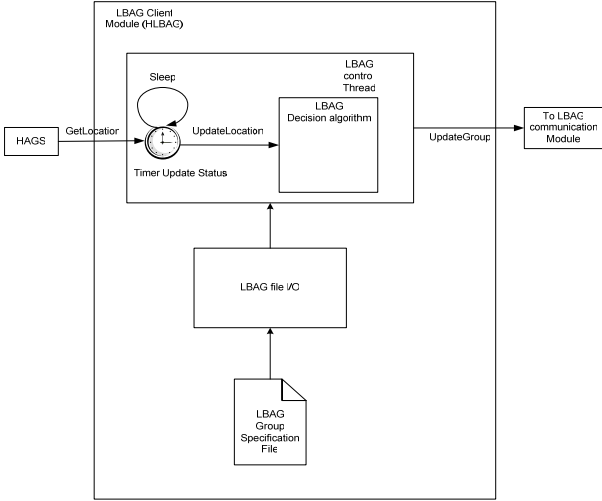 LBAG Client
Module (HLBAG)
LBAG
contro
Thread
Sleep
LBAG
Decision algorithm
HAGS
GetLocation
UpdateLocation
Timer Update Status
UpdateGroup
To LBAG
communication
Module
LBAG file I/O
LBAG
Group
Specification
File